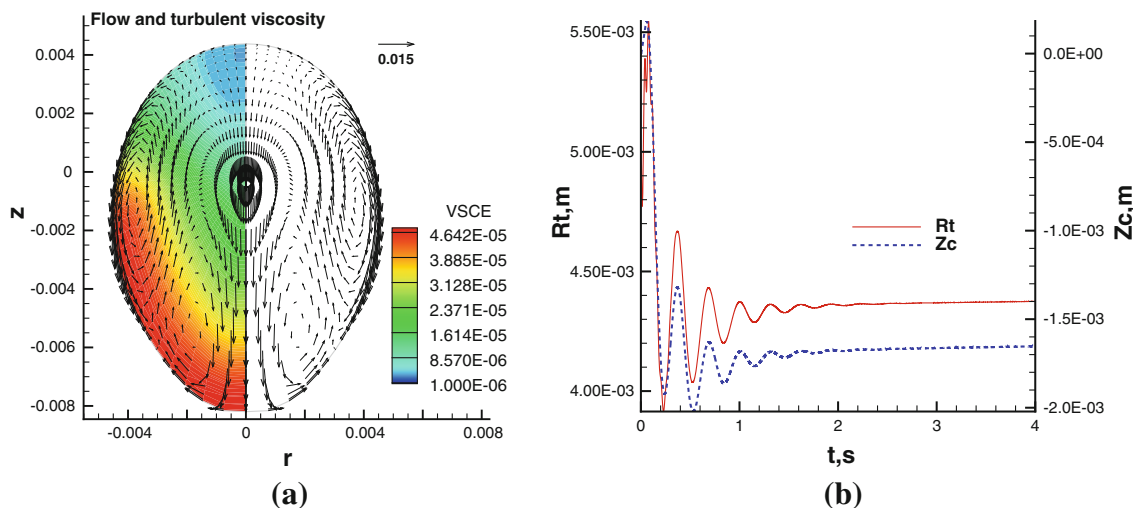 Flow and turbulent viscosity
0.015
0.004
0.002
0
-0.002
-0.004
-0.006
-0.008
z
-0.004
0
0.004
0.008
r
VSCE
4.642E-05
3.885E-05
3.128E-05
2.371E-05
1.614E-05
8.570E-06
1.000E-06
(a)
5.50E-03
5.00E-03
4.50E-03
4.00E-03
Rt,m
0.0E+00
-5.0E-04
-1.0E-03
-1.5E-03
-2.0E-03
Zc,m
Rt
Zc
0
1
2
3
4
t,s
(b)